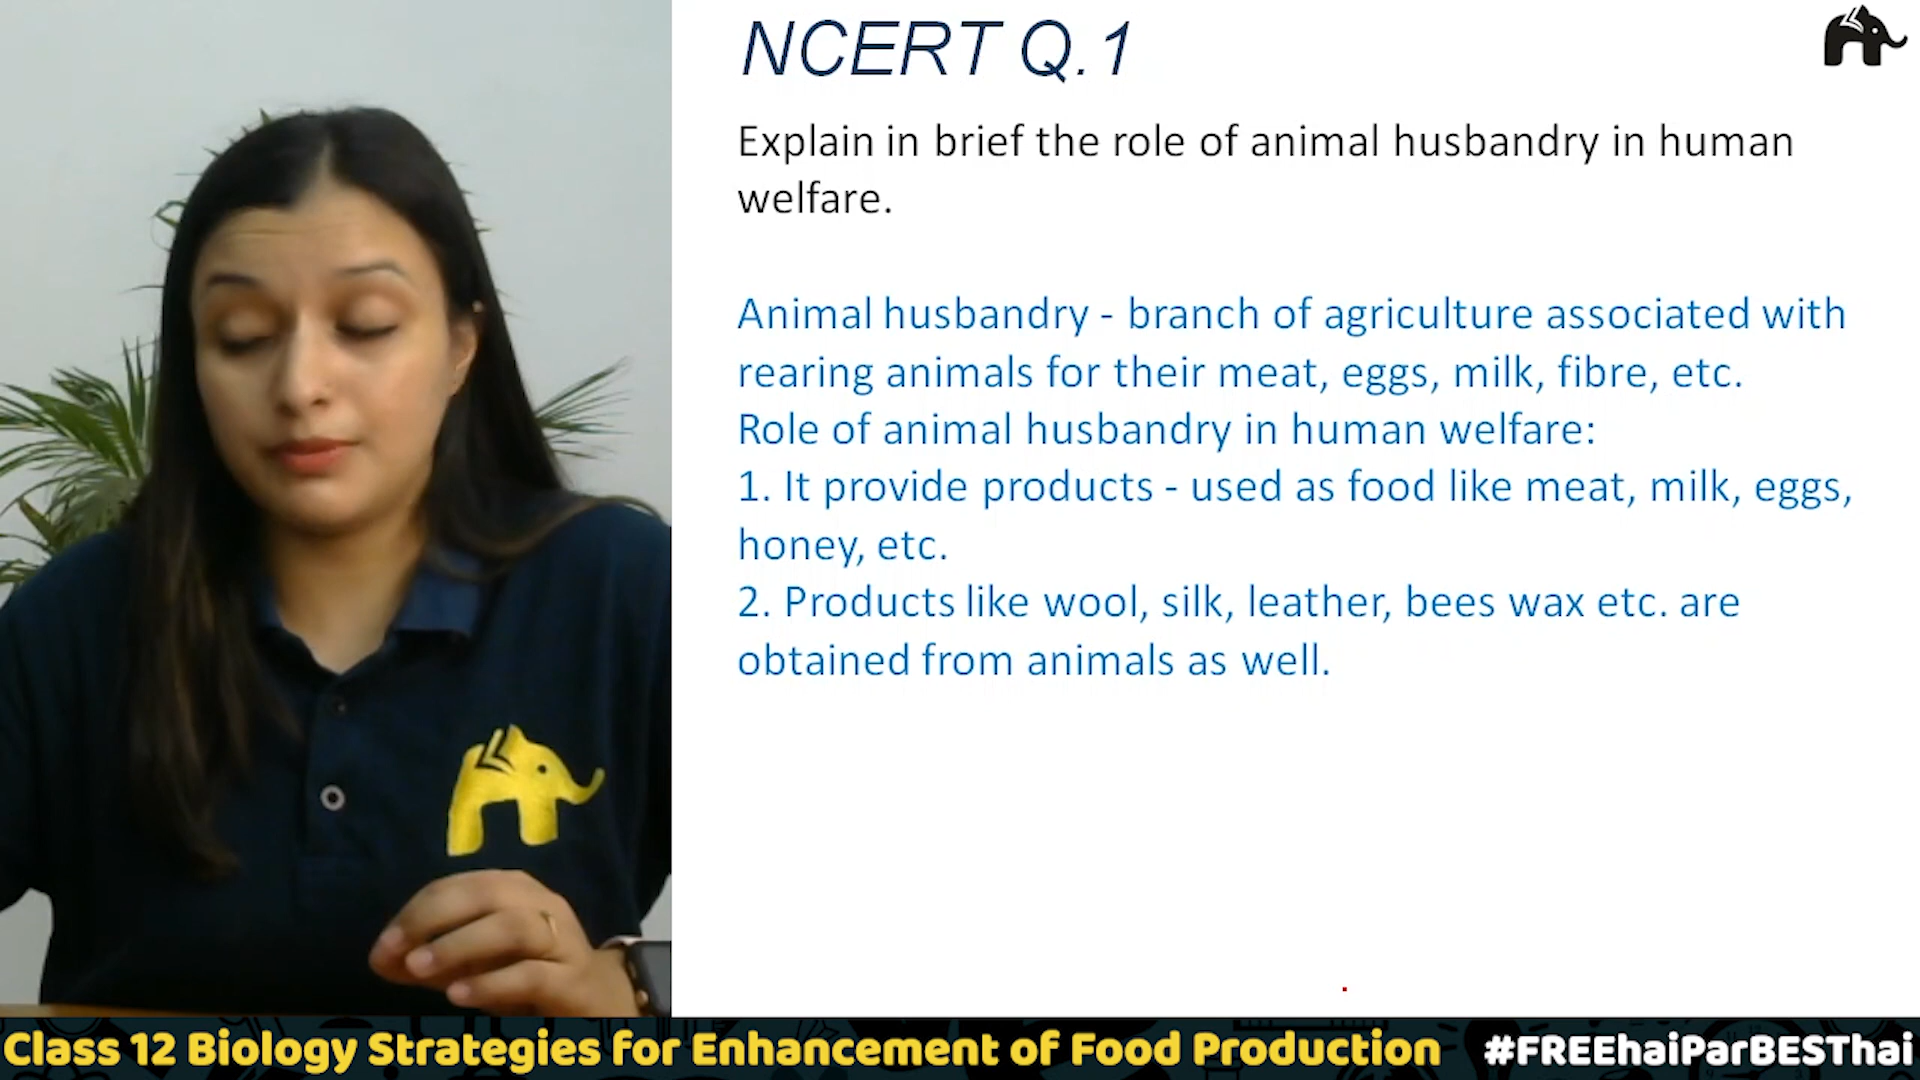 NCERT Q.1
Explain in brief the role of animal husbandry in human
welfare.
Animal husbandry - branch of agriculture associated with
rearing animals for their meat, eggs, milk, fibre, etc.
Role of animal husbandry in human welfare:
1. It provide products - used as food like meat, milk, eggs,
honey, etc.
2. Products like wool, silk, leather, bees wax etc. are
obtained from animals as well.
Class 12 Biology Strategies for Enhancement of Food Production #FREEhaiParBESThai